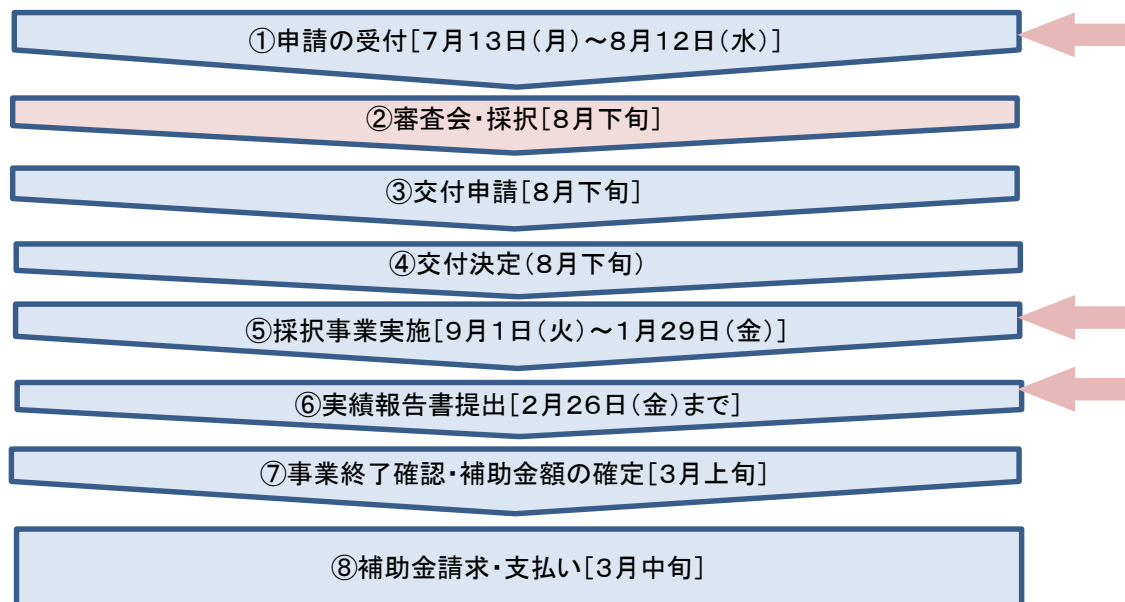 ①申請の受付[７月１３日(月)～８月１２日(水)]
②審査会・採択[８月下旬]
③交付申請[８月下旬]
④交付決定(８月下旬)
⑤採択事業実施[９月１日(火)～１月２９日(金)]
⑥実績報告書提出[２月２６日(金)まで]
⑦事業終了確認・補助金額の確定[３月上旬]
⑧補助金請求・支払い[３月中旬]